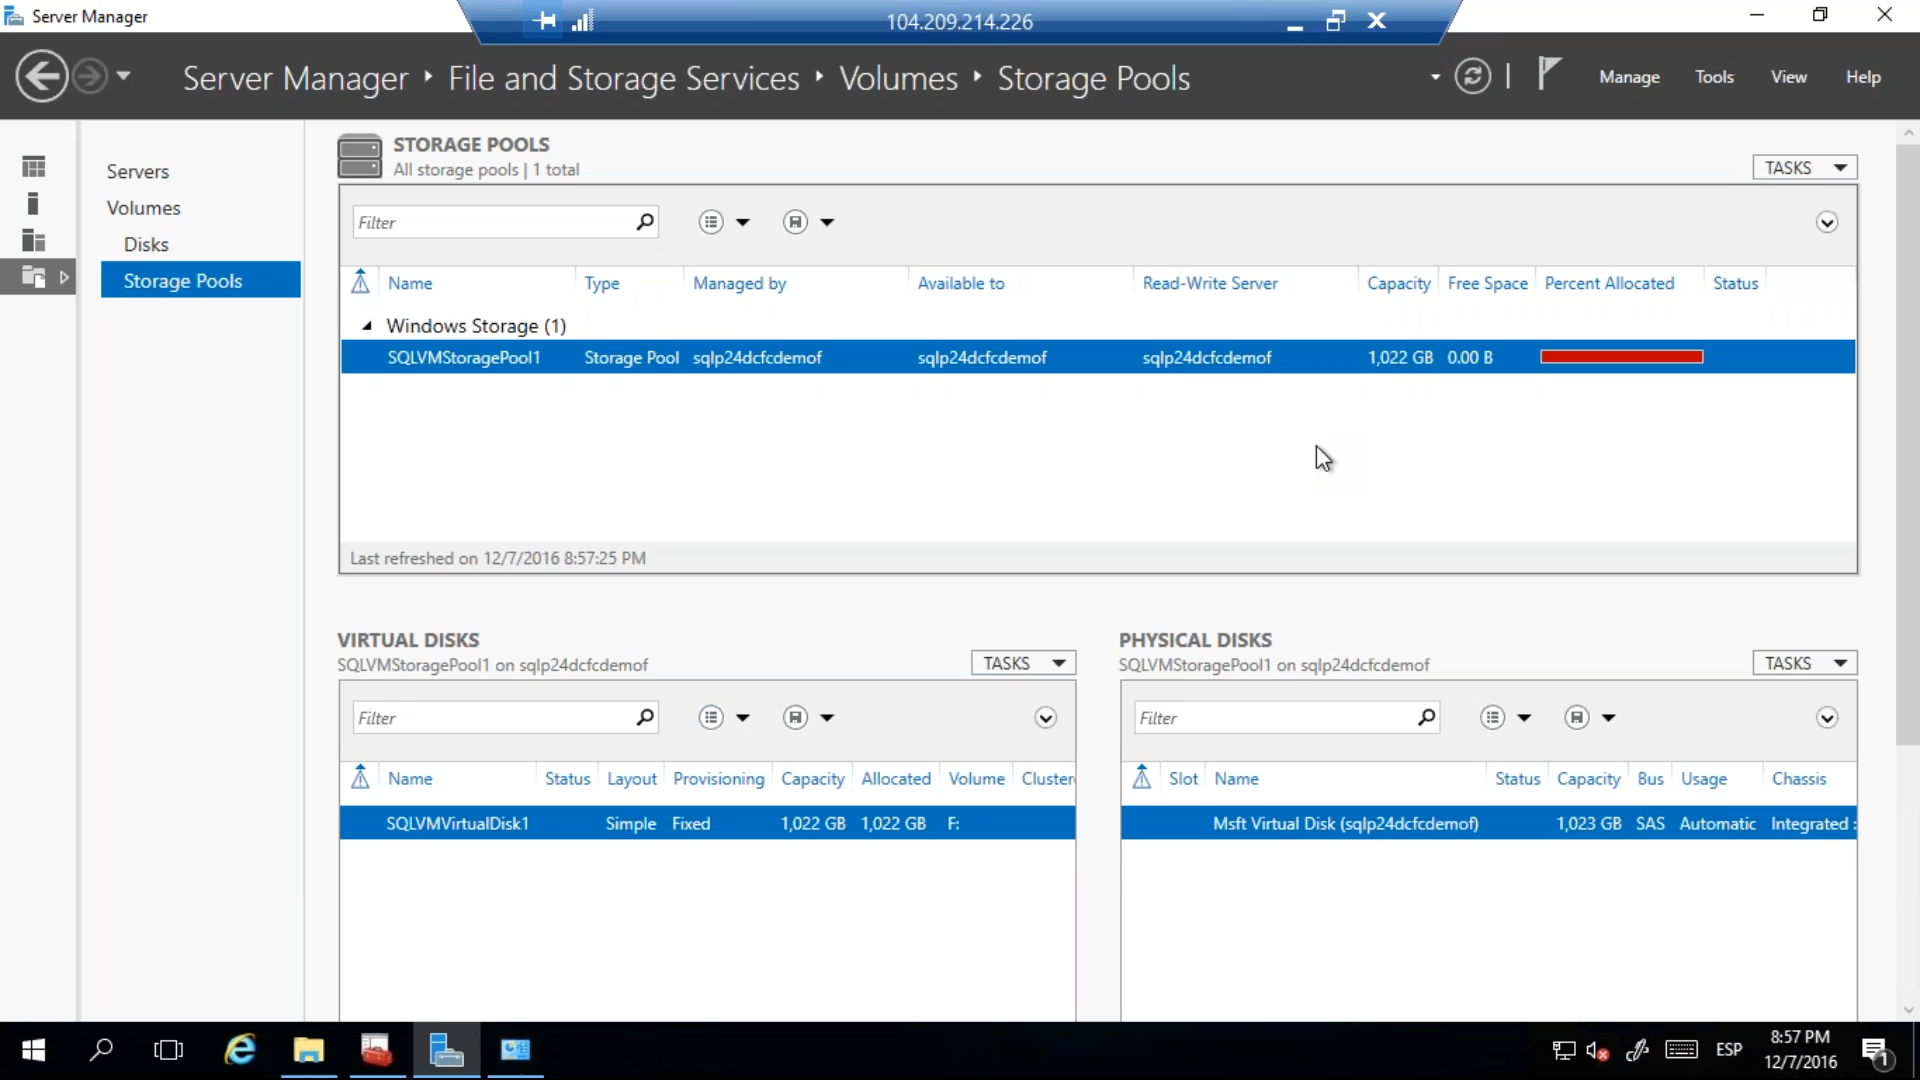 Server Manager
104.209.214.226
Server Manager File and Storage Services Volumes Storage Pools
Manage Tools View Help
Servers
Volumes
Disks
Storage Pools
STORAGE POOLS
All storage pools | 1 total
TASKS
Filter
Name Type Managed by Available to Read-Write Server Capacity Free Space Percent Allocated Status
Windows Storage (1)
SQLVMStoragePool1 Storage Pool sqlp24dcfcdemof sqlp24dcfcdemof sqlp24dcfcdemof 1,022 GB 0.00 B
Last refreshed on 12/7/2016 8:57:25 PM
VIRTUAL DISKS
SQLVMStoragePool1 on sqlp24dcfcdemof
TASKS
Filter
Name Status Layout Provisioning Capacity Allocated Volume Cluster
SQLVMVirtualDisk1 Simple Fixed 1,022 GB 1,022 GB F:
PHYSICAL DISKS
SQLVMStoragePool1 on sqlp24dcfcdemof
TASKS
Filter
Slot Name Status Capacity Bus Usage Chassis
Msft Virtual Disk (sqlp24dcfcdemof) 1,023 GB SAS Automatic Integrated :
ESP
8:57 PM
12/7/2016
1